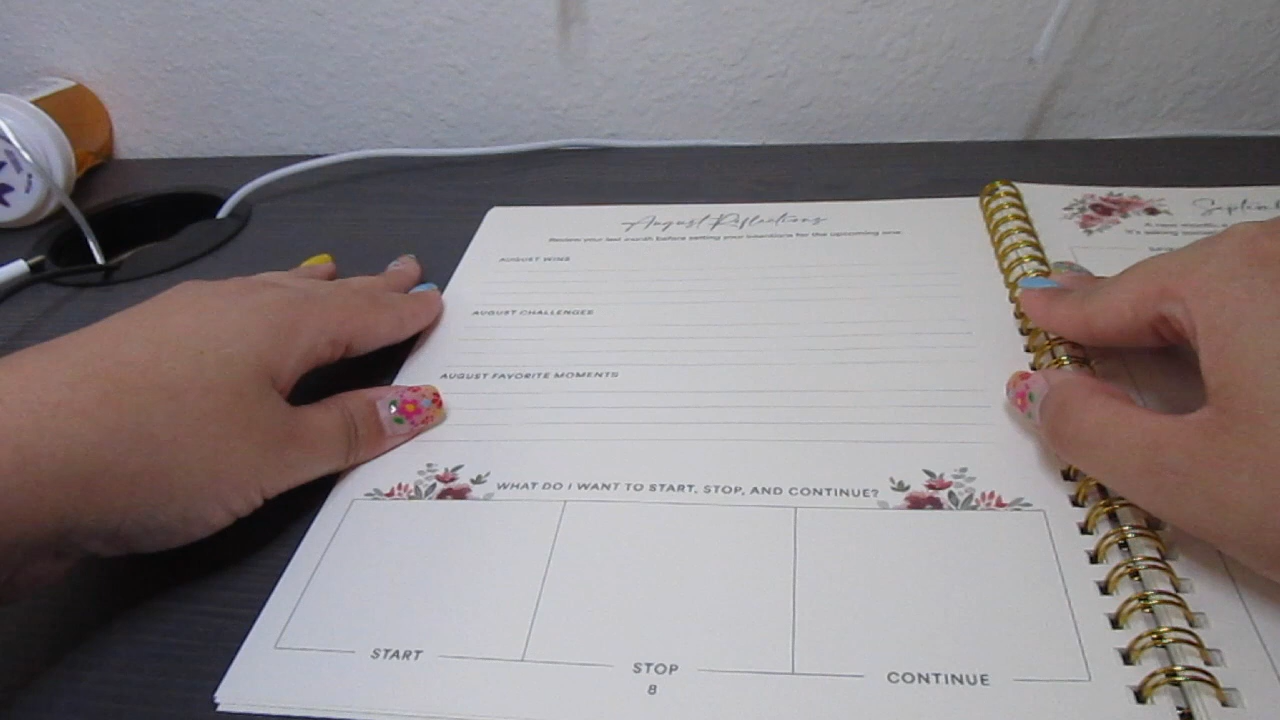 August Reflections
Review your last month before setting your intentions for the upcoming one.
AUGUST WINS
AUGUST CHALLENGES
AUGUST FAVORITE MOMENTS
WHAT DO I WANT TO START, STOP, AND CONTINUE?
START
STOP
CONTINUE
8